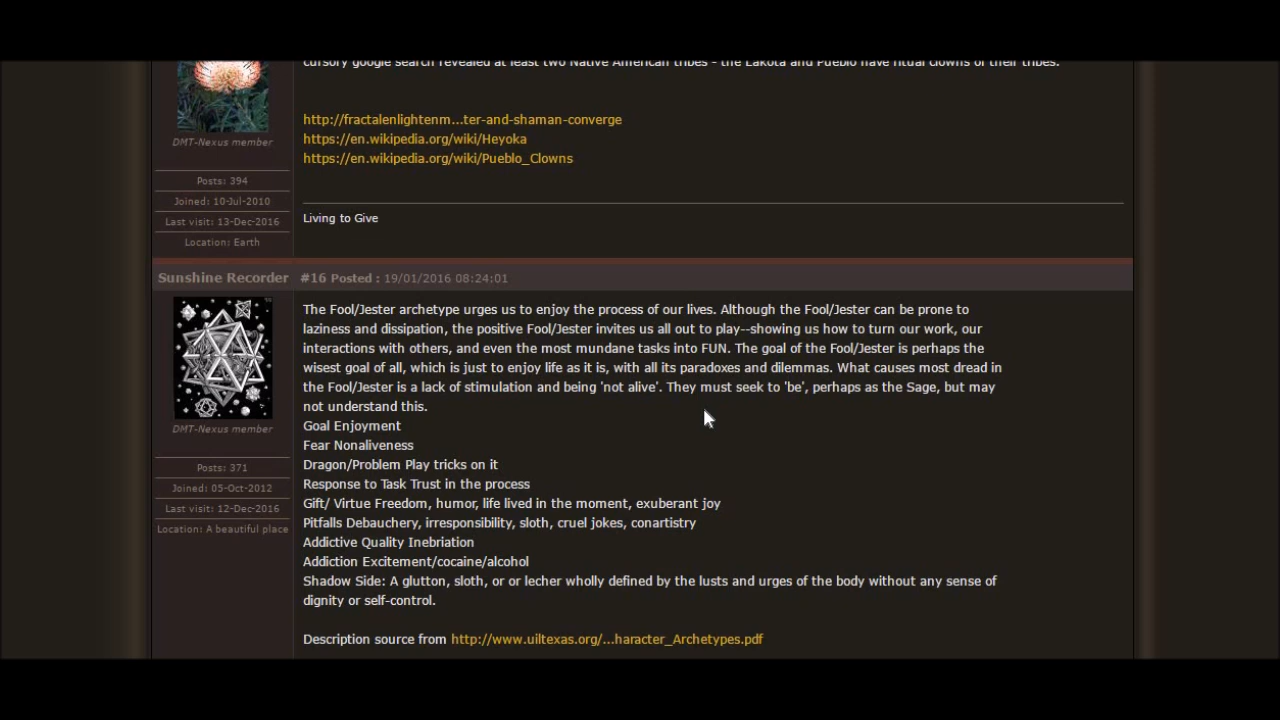 cursory google search revealed at least two Native American tribes - the Lakota and Pueblo have ritual clowns of their tribes.
http://fractalenlightenm...ter-and-shaman-converge
https://en.wikipedia.org/wiki/Heyoka
https://en.wikipedia.org/wiki/Pueblo_Clowns
DMT-Nexus member
Posts: 394
Joined: 10-Jul-2010
Last visit: 13-Dec-2016
Location: Earth
Living to Give
Sunshine Recorder
#16 Posted : 19/01/2016 08:24:01
DMT-Nexus member
Posts: 371
Joined: 05-Oct-2012
Last visit: 12-Dec-2016
Location: A beautiful place
The Fool/Jester archetype urges us to enjoy the process of our lives. Although the Fool/Jester can be prone to
laziness and dissipation, the positive Fool/Jester invites us all out to play--showing us how to turn our work, our
interactions with others, and even the most mundane tasks into FUN. The goal of the Fool/Jester is perhaps the
wisest goal of all, which is just to enjoy life as it is, with all its paradoxes and dilemmas. What causes most dread in
the Fool/Jester is a lack of stimulation and being 'not alive'. They must seek to 'be', perhaps as the Sage, but may
not understand this.
Goal Enjoyment
Fear Nonaliveness
Dragon/Problem Play tricks on it
Response to Task Trust in the process
Gift/ Virtue Freedom, humor, life lived in the moment, exuberant joy
Pitfalls Debauchery, irresponsibility, sloth, cruel jokes, conartistry
Addictive Quality Inebriation
Addiction Excitement/cocaine/alcohol
Shadow Side: A glutton, sloth, or or lecher wholly defined by the lusts and urges of the body without any sense of
dignity or self-control.
Description source from http://www.uiltexas.org/...haracter_Archetypes.pdf